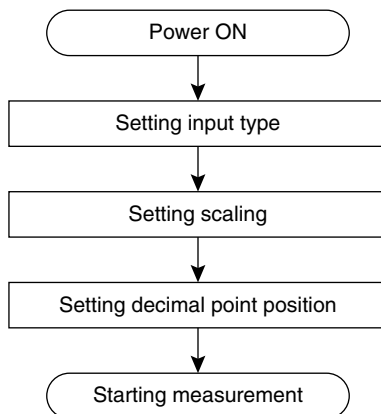 Power ON
Setting input type
Setting scaling
Setting decimal point position
Starting measurement